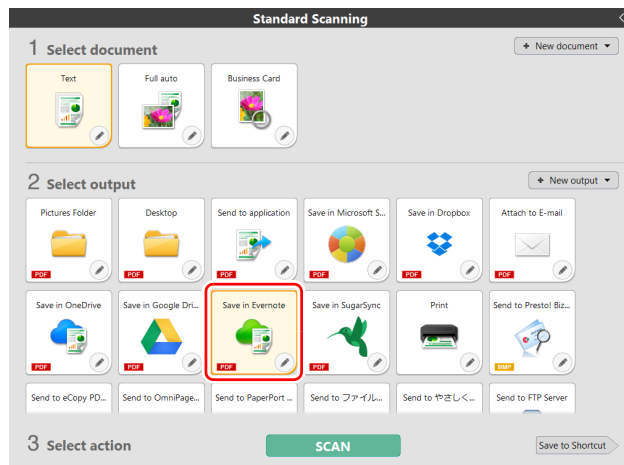 Standard Scanning
1 Select document
+ New document
Text
Full auto
Business Card
2 Select output
+ New output
Pictures Folder
Desktop
Send to application
Save in Microsoft S...
Save in Dropbox
Attach to E-mail
PDF
PDF
PDF
PDF
PDF
PDF
Save in OneDrive
Save in Google Dri...
Save in Evernote
Save in SugarSync
Print
Send to Presto! Biz...
PDF
PDF
PDF
PDF
BMP
Send to eCopy PD...
Send to OmniPage...
Send to PaperPort ...
Send to ファイル...
Send to やさしく...
Send to FTP Server
3 Select action
SCAN
Save to Shortcut